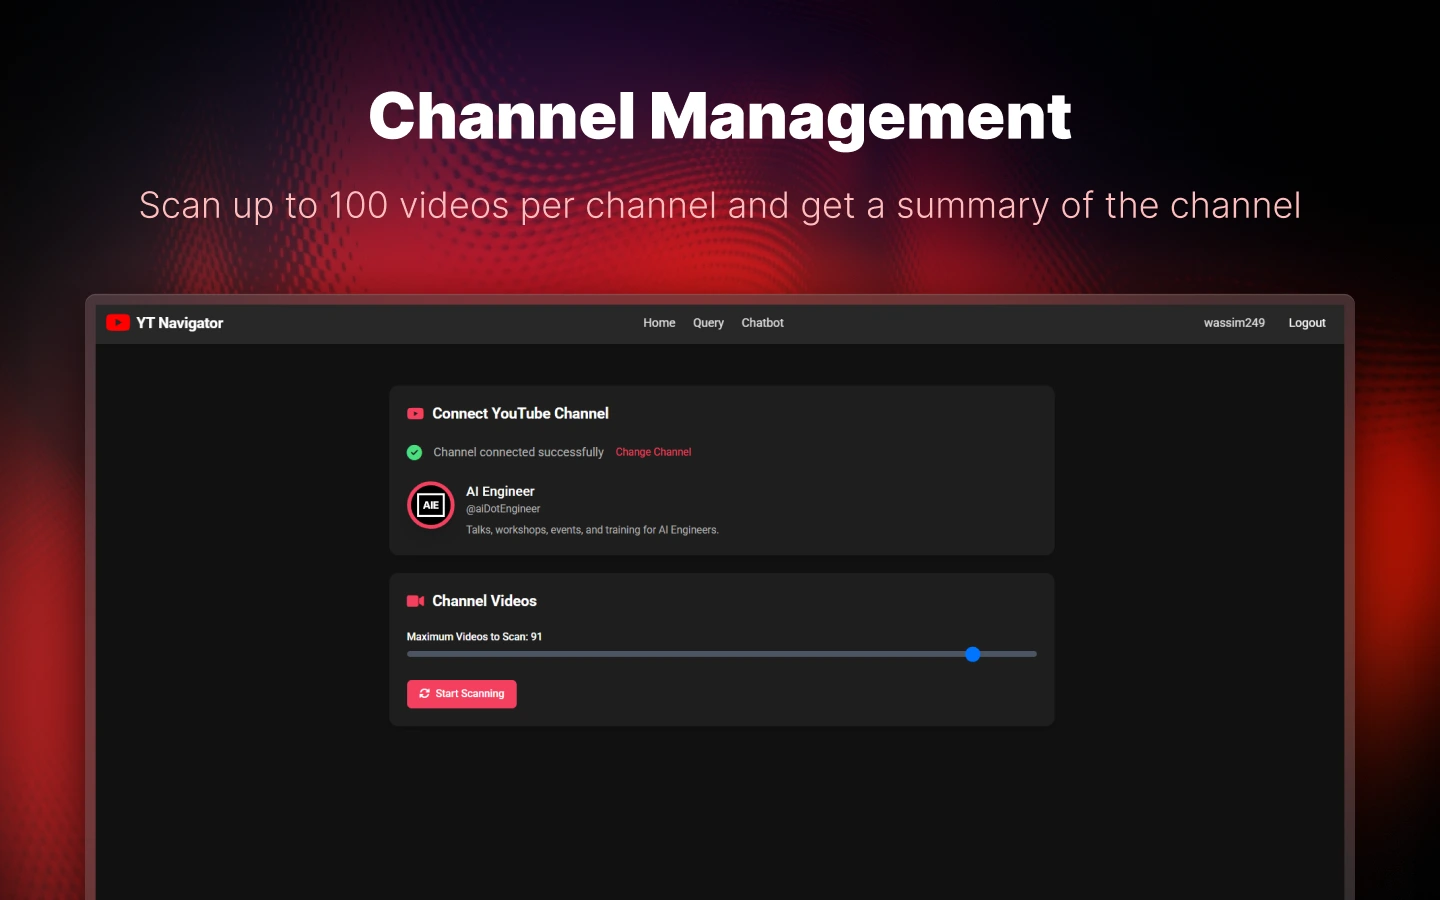 Channel Management
Scan up to 100 videos per channel and get a summary of the channel
YT Navigator
Home Query Chatbot
wassim249 Logout
Connect YouTube Channel
Channel connected successfully Change Channel
AIE
AI Engineer
@aiDotEngineer
Talks, workshops, events, and training for AI Engineers.
Channel Videos
Maximum Videos to Scan: 91
Start Scanning